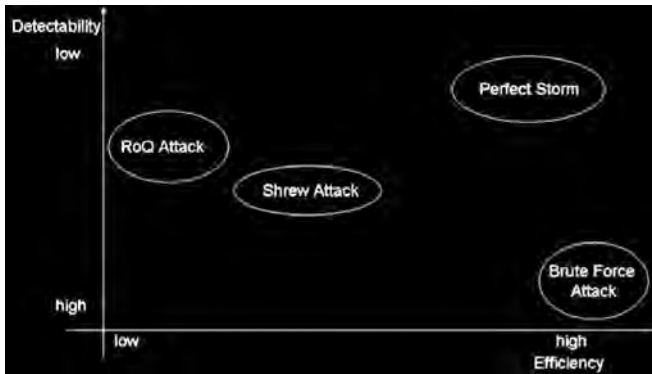 Detectability
low
Perfect Storm
RoQ Attack
Shrew Attack
Brute Force
Attack
high
low
high
Efficiency